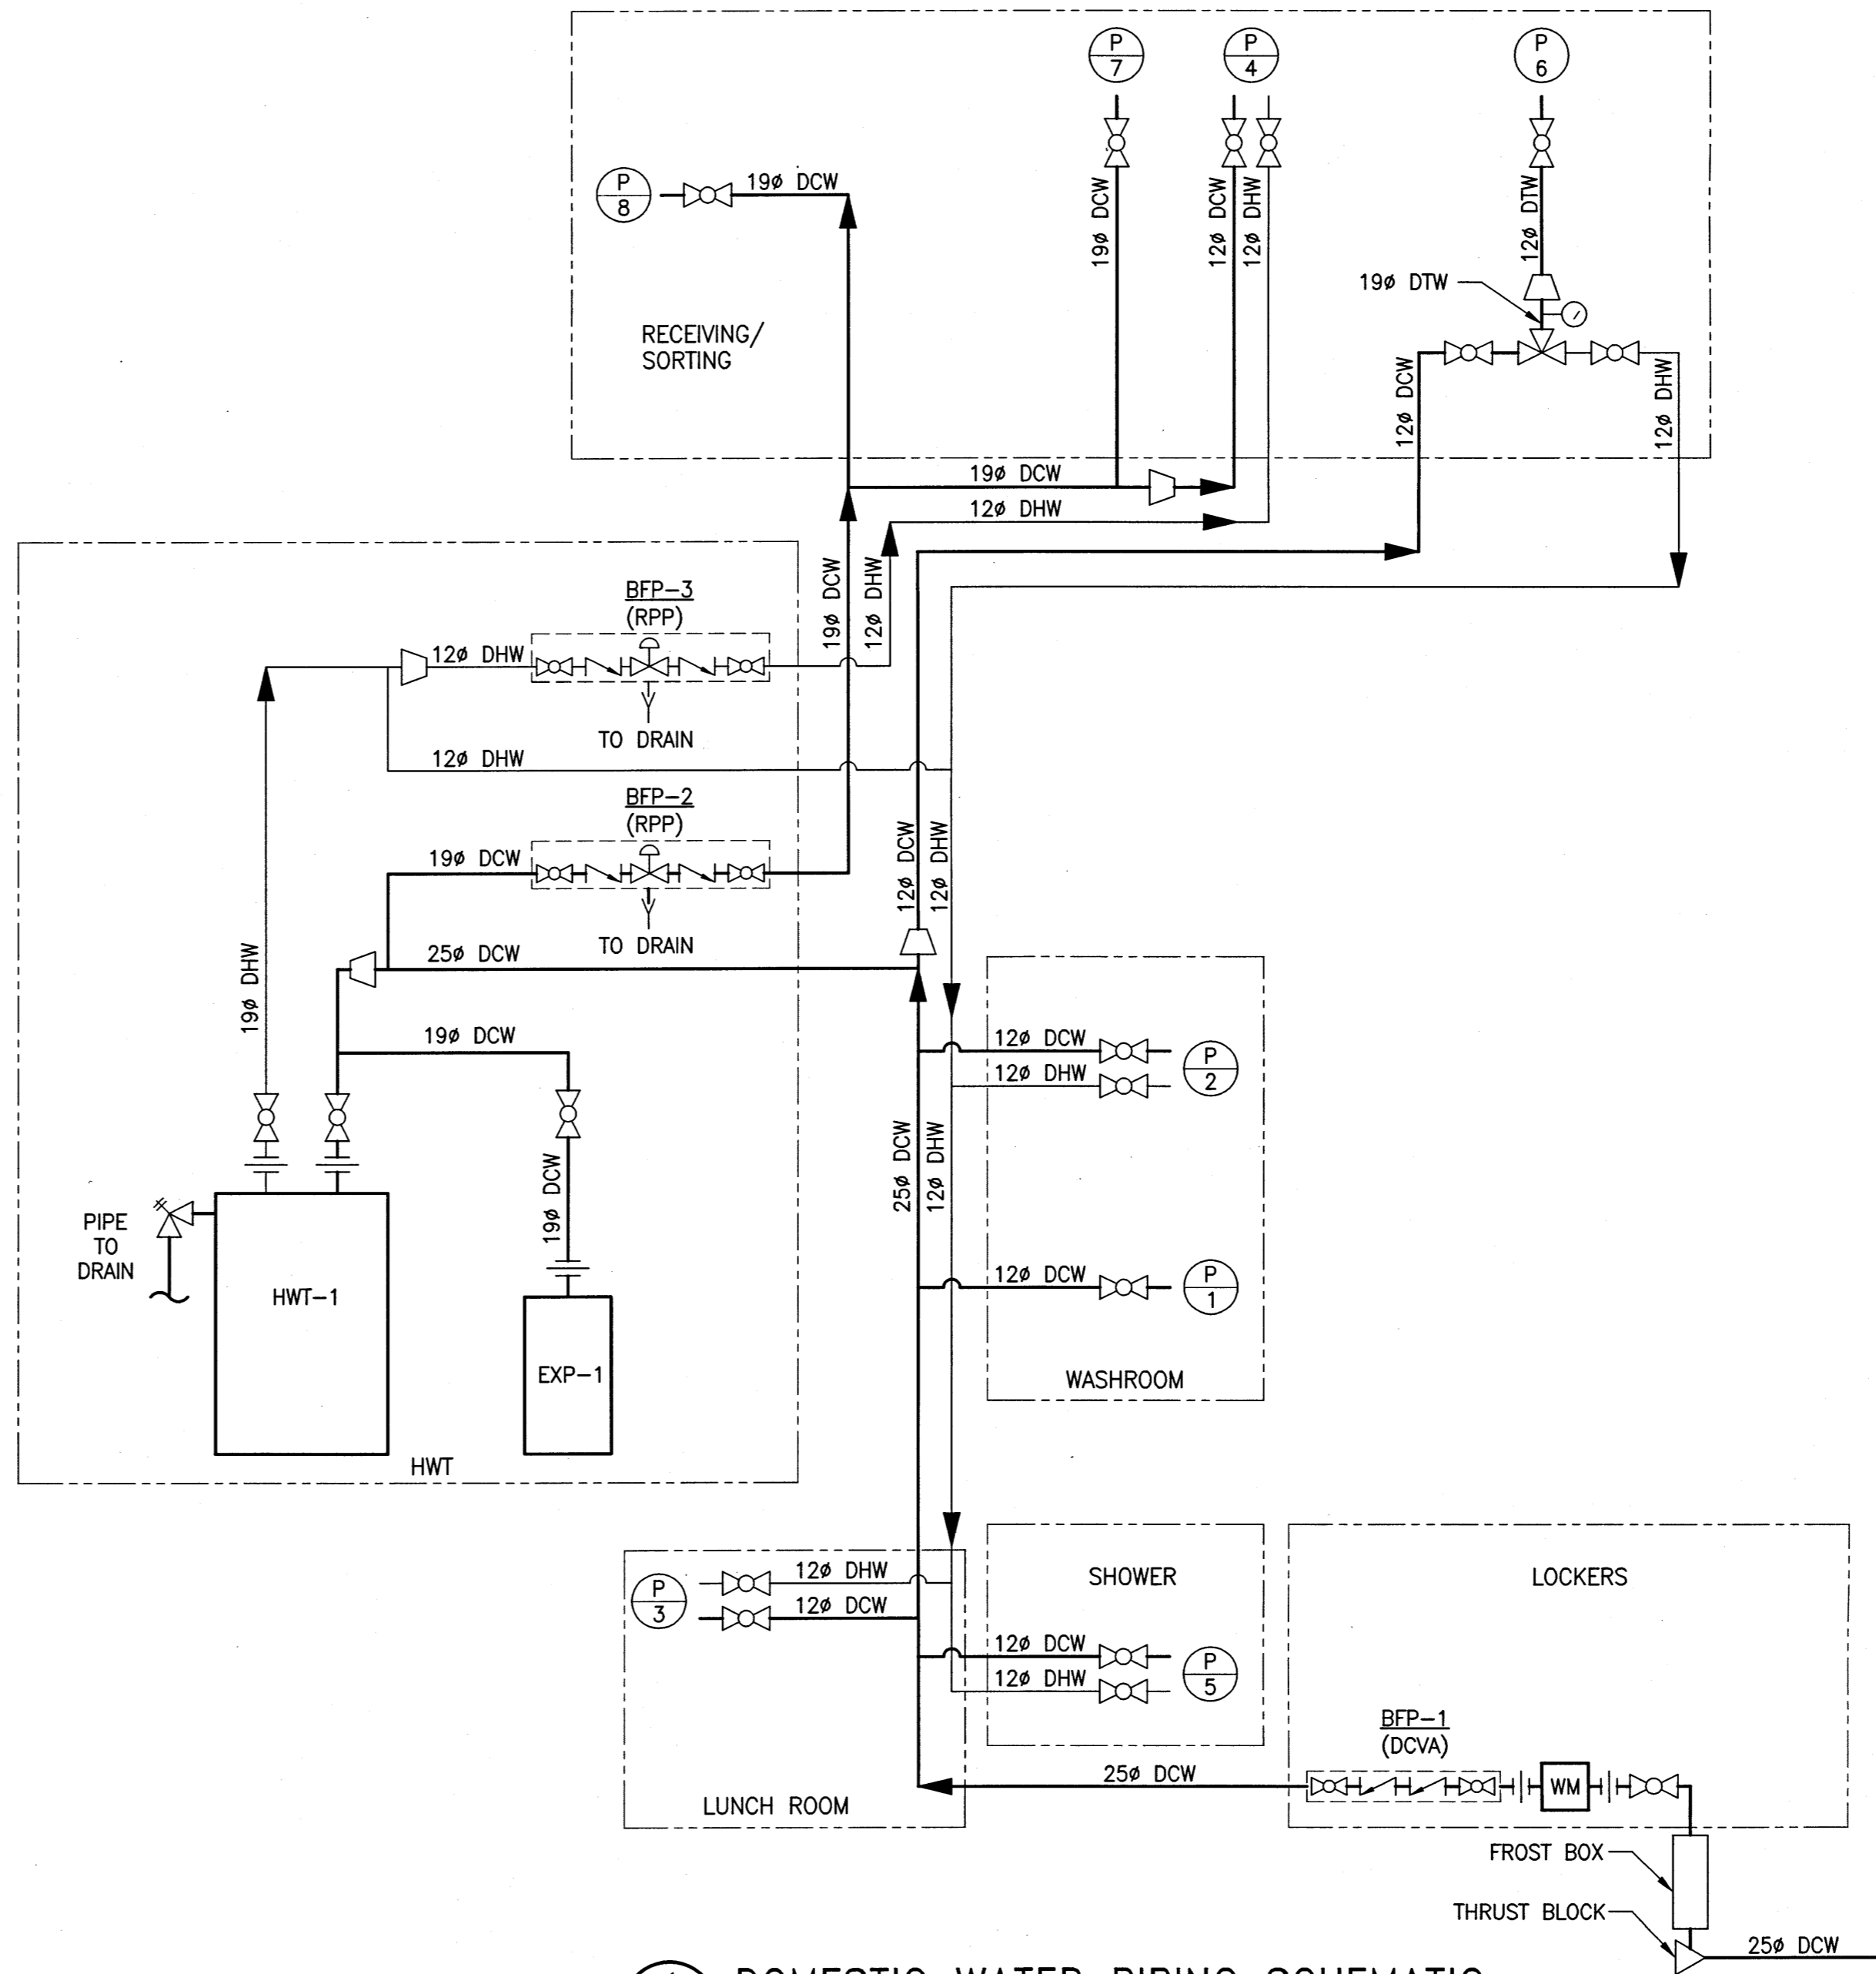 P
7
P
4
P
6
P
8
19ø DCW
19ø DCW
12ø DCW
12ø DHW
12ø DTW
19ø DTW
RECEIVING/
SORTING
12ø DCW
12ø DHW
19ø DCW
12ø DHW
19ø DCW
12ø DHW
BFP-3
(RPP)
12ø DHW
TO DRAIN
12ø DHW
BFP-2
(RPP)
19ø DCW
TO DRAIN
12ø DCW
12ø DHW
25ø DCW
19ø DHW
19ø DCW
19ø DCW
PIPE
TO
DRAIN
HWT-1
EXP-1
HWT
12ø DCW
12ø DHW
P
2
25ø DCW
12ø DHW
12ø DCW
P
1
WASHROOM
P
3
12ø DHW
12ø DCW
LUNCH ROOM
SHOWER
12ø DCW
12ø DHW
P
5
LOCKERS
BFP-1
(DCVA)
25ø DCW
WM
FROST BOX
THRUST BLOCK
25ø DCW
DOMESTIC WATER PIPING SCHEMATIC